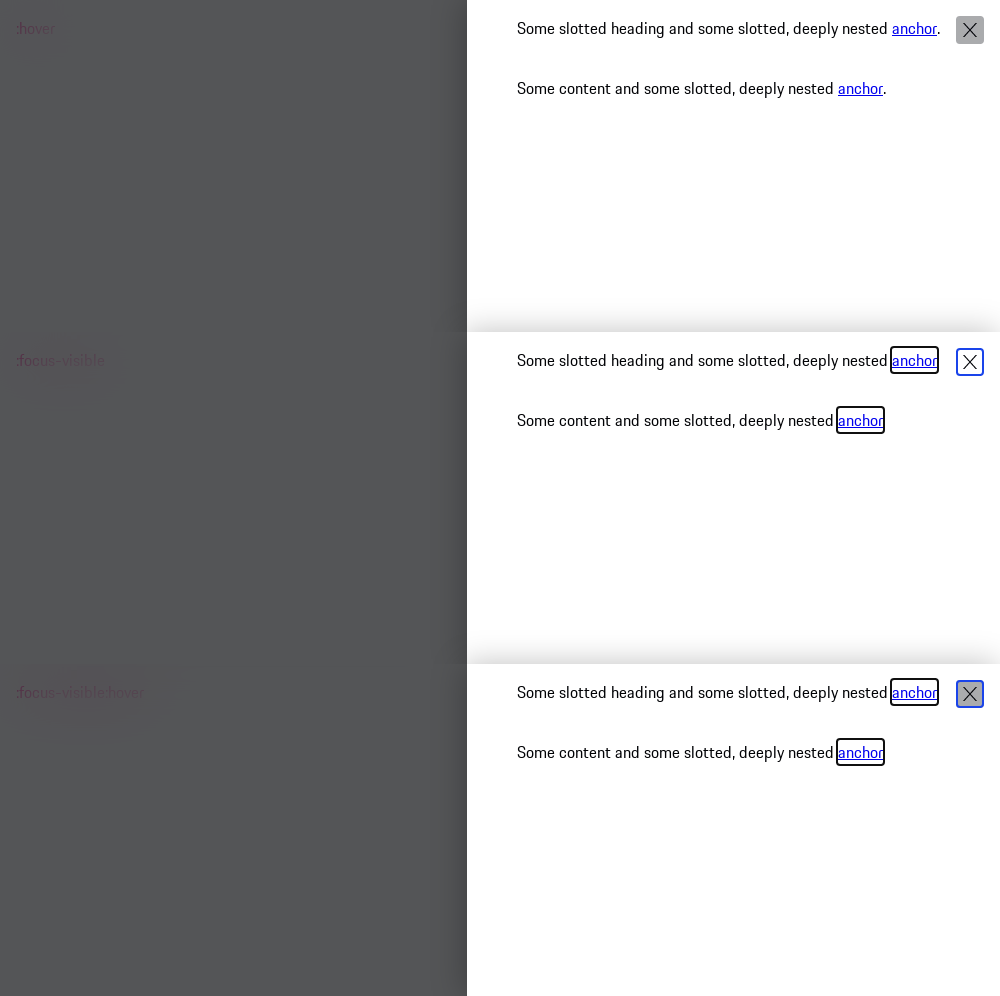 :hover
Some slotted heading and some slotted, deeply nested anchor.
Some content and some slotted, deeply nested anchor.
:focus-visible
Some slotted heading and some slotted, deeply nested anchor
Some content and some slotted, deeply nested anchor
:focus-visible:hover
Some slotted heading and some slotted, deeply nested anchor
Some content and some slotted, deeply nested anchor